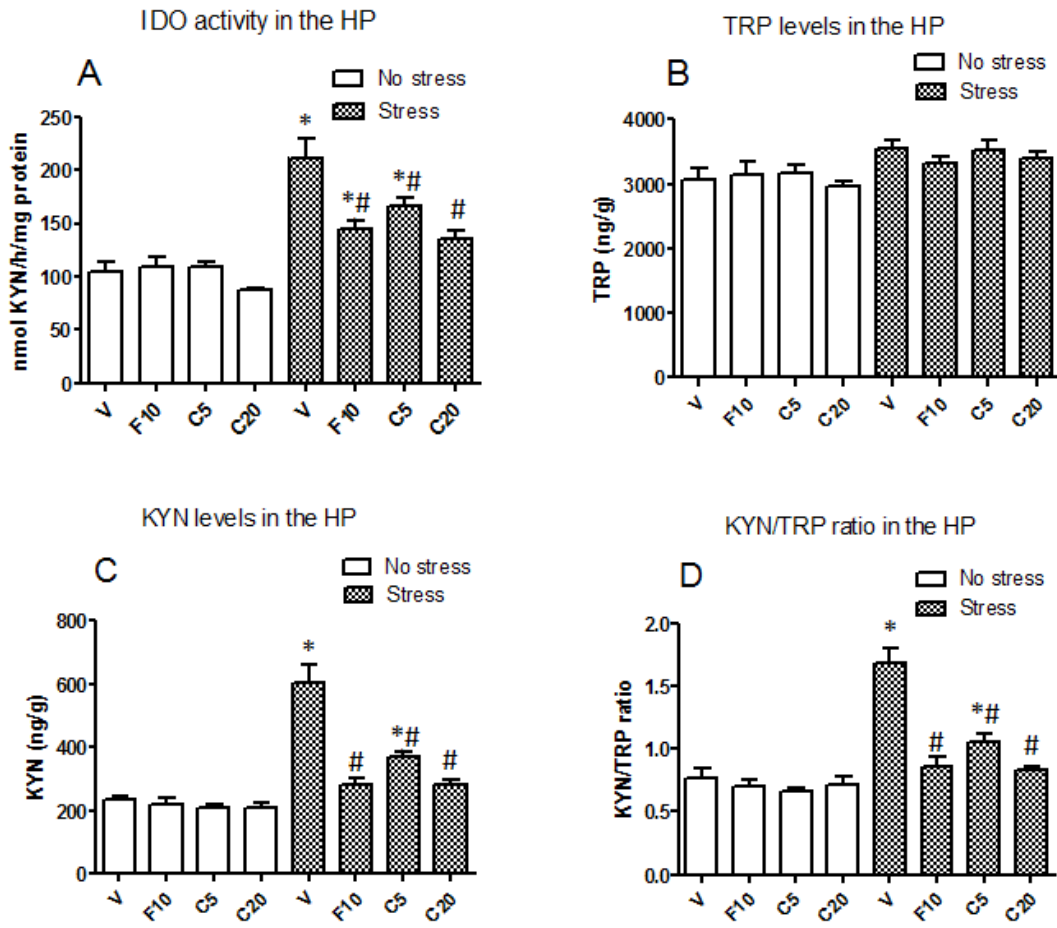 IDO activity in the HP
A
No stress
Stress
nmol KYN/h/mg protein
250
200
150
100
50
0
*
*#
*#
#
V F10 C5 C20 V F10 C5 C20
TRP levels in the HP
B
No stress
Stress
TRP (ng/g)
4000
3000
2000
1000
0
V F10 C5 C20 V F10 C5 C20
KYN levels in the HP
C
No stress
Stress
KYN (ng/g)
800
600
400
200
0
*
#
*#
#
V F10 C5 C20 V F10 C5 C20
KYN/TRP ratio in the HP
D
No stress
Stress
KYN/TRP ratio
2.0
1.5
1.0
0.5
0.0
*
#
*#
#
V F10 C5 C20 V F10 C5 C20